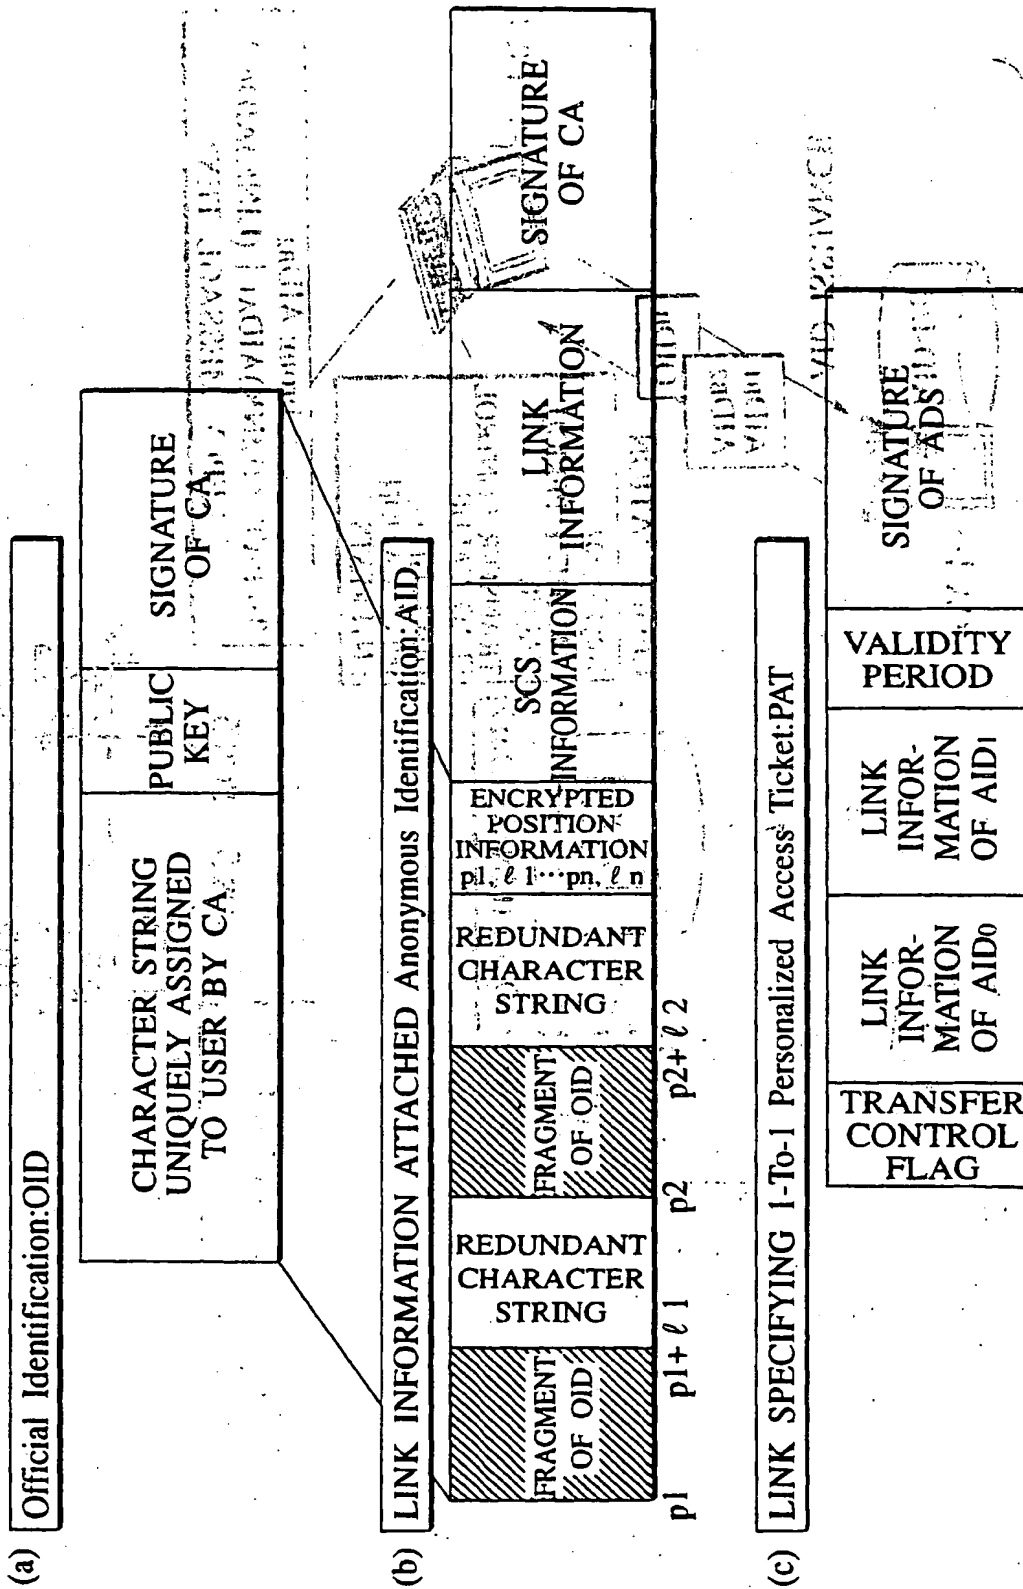 (a)
Official Identification:OID
CHARACTER STRING
UNIQUELY ASSIGNED
TO USER BY CA
PUBLIC
KEY
SIGNATURE
OF CA
(b)
LINK INFORMATION ATTACHED Anonymous Identification:AID
FRAGMENT
OF OID
REDUNDANT
CHARACTER
STRING
FRAGMENT
OF OID
REDUNDANT
CHARACTER
STRING
ENCRYPTED
POSITION
INFORMATION
p1, ℓ 1···pn, ℓ n
SCS
INFORMATION
LINK
INFORMATION
SIGNATURE
OF CA
p1
p1+ ℓ 1
p2
p2+ ℓ 2
(c)
LINK SPECIFYING 1-To-1 Personalized Access Ticket:PAT
TRANSFER
CONTROL
FLAG
LINK
INFOR-
MATION
OF AID0
LINK
INFOR-
MATION
OF AID1
VALIDITY
PERIOD
SIGNATURE
OF ADS